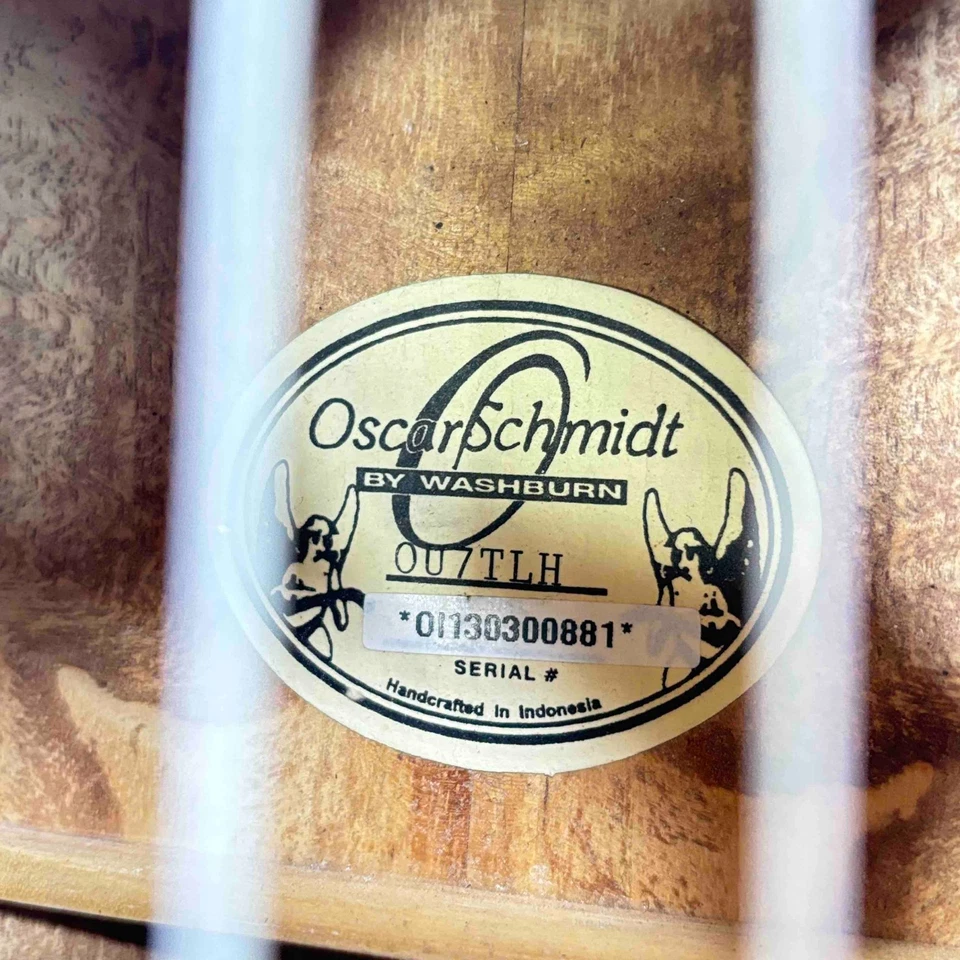 OscarSchmidt
BY WASHBURN
OU7TLH
*OI130300881*
SERIAL #
Handcrafted in Indonesia